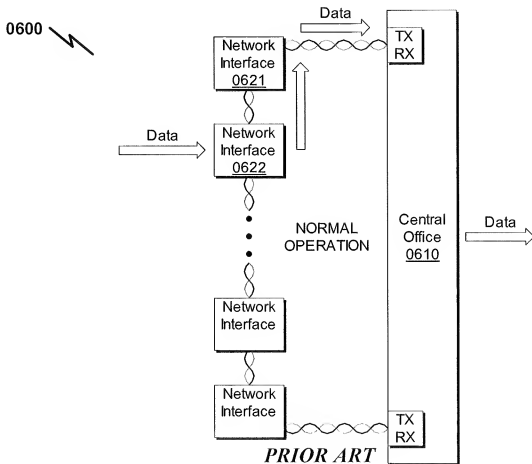 0600
Data
Network
Interface
0621
TX
RX
Data
Network
Interface
0622
NORMAL
OPERATION
Central
Office
0610
Data
Network
Interface
Network
Interface
TX
RX
PRIOR ART